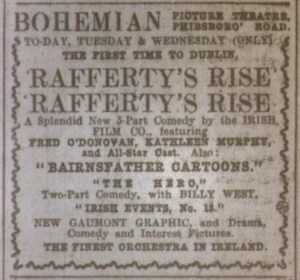 BOHEMIAN PICTURE THEATRE, PHIBSBORO' ROAD.
TO-DAY, TUESDAY & WEDNESDAY (ONLY)
THE FIRST TIME TO DUBLIN,
'RAFFERTY'S RISE'
'RAFFERTY'S RISE'
A Splendid New 3-Part Comedy by the IRISH
FILM CO., featuring
FRED O'DONOVAN, KATHLEEN MURPHY,
and All-Star Cast. Also:
"BAIRNSFATHER CARTOONS."
"THE HERO,"
Two-Part Comedy, with BILLY WEST,
"IRISH EVENTS, No. 18."
NEW GAUMONT GRAPHIC, and Drama,
Comedy and Interest Pictures.
THE FINEST ORCHESTRA IN IRELAND.